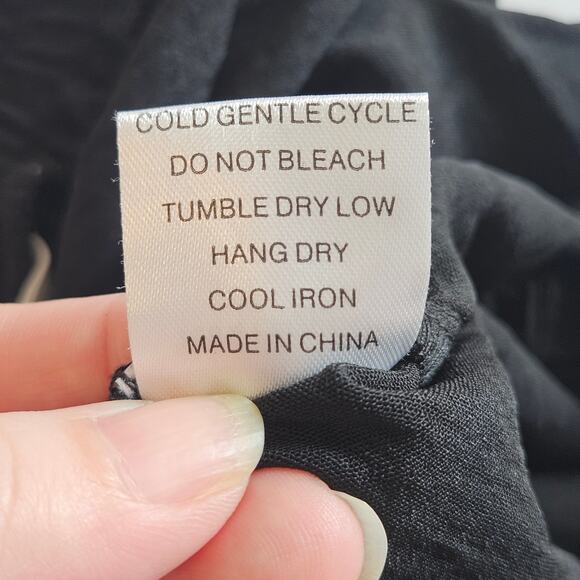 COLD GENTLE CYCLE
DO NOT BLEACH
TUMBLE DRY LOW
HANG DRY
COOL IRON
MADE IN CHINA